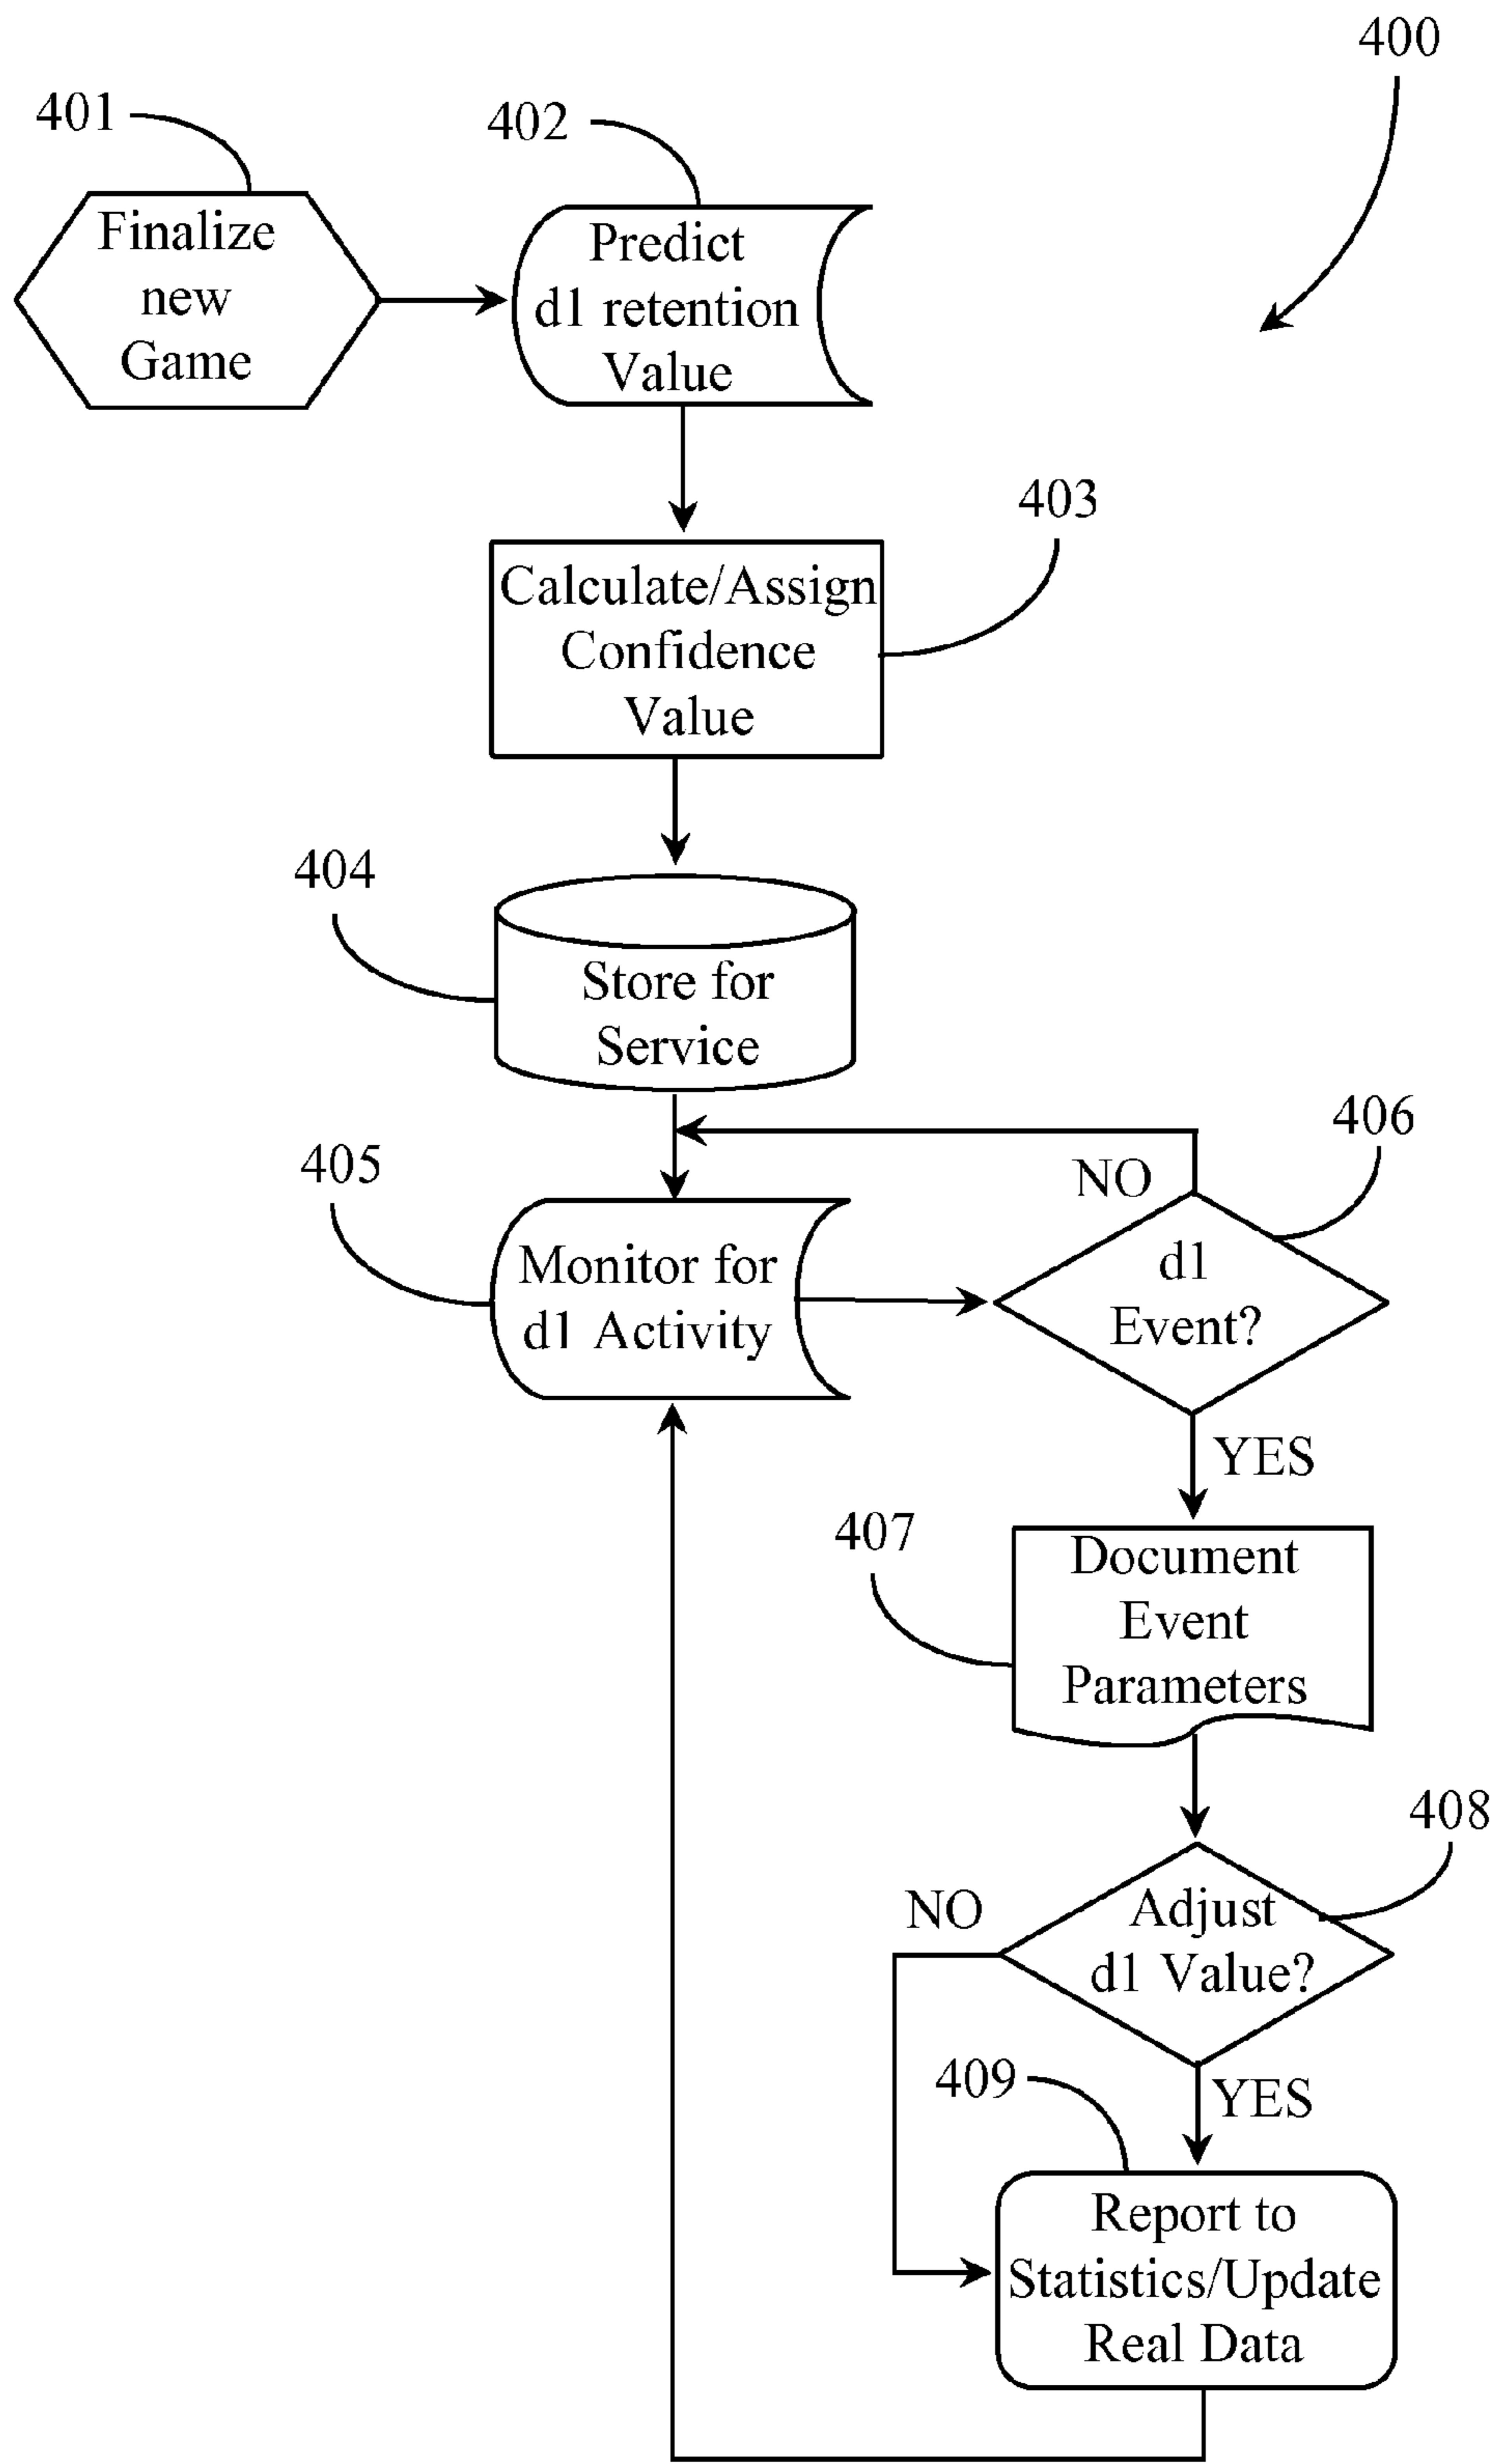 400
401
402
Finalize
new
Game
Predict
d1 retention
Value
403
Calculate/Assign
Confidence
Value
404
Store for
Service
405
406
NO
Monitor for
d1 Activity
d1
Event?
YES
407
Document
Event
Parameters
408
NO
Adjust
d1 Value?
409
YES
Report to
Statistics/Update
Real Data